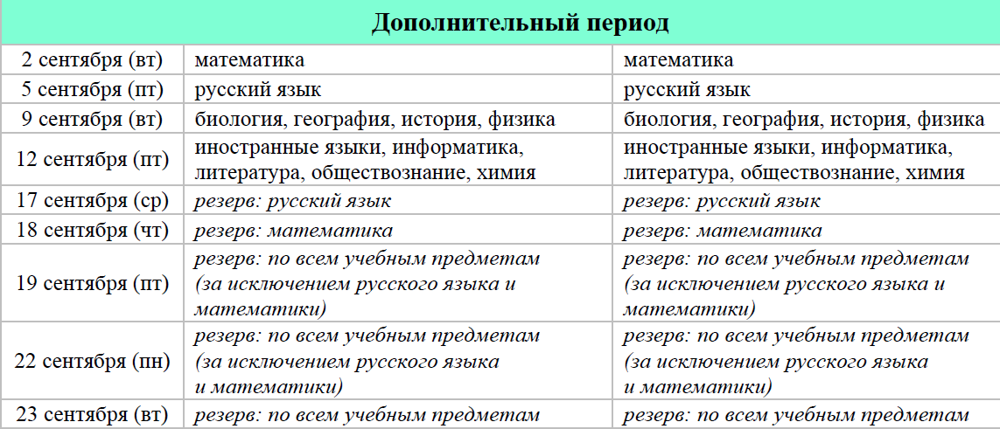 Дополнительный период
2 сентября (вт) математика математика
5 сентября (пт) русский язык русский язык
9 сентября (вт) биология, география, история, физика биология, география, история, физика
12 сентября (пт) иностранные языки, информатика, литература, обществознание, химия иностранные языки, информатика, литература, обществознание, химия
17 сентября (ср) резерв: русский язык резерв: русский язык
18 сентября (чт) резерв: математика резерв: математика
19 сентября (пт) резерв: по всем учебным предметам (за исключением русского языка и математики) резерв: по всем учебным предметам (за исключением русского языка и математики)
22 сентября (пн) резерв: по всем учебным предметам (за исключением русского языка и математики) резерв: по всем учебным предметам (за исключением русского языка и математики)
23 сентября (вт) резерв: по всем учебным предметам резерв: по всем учебным предметам